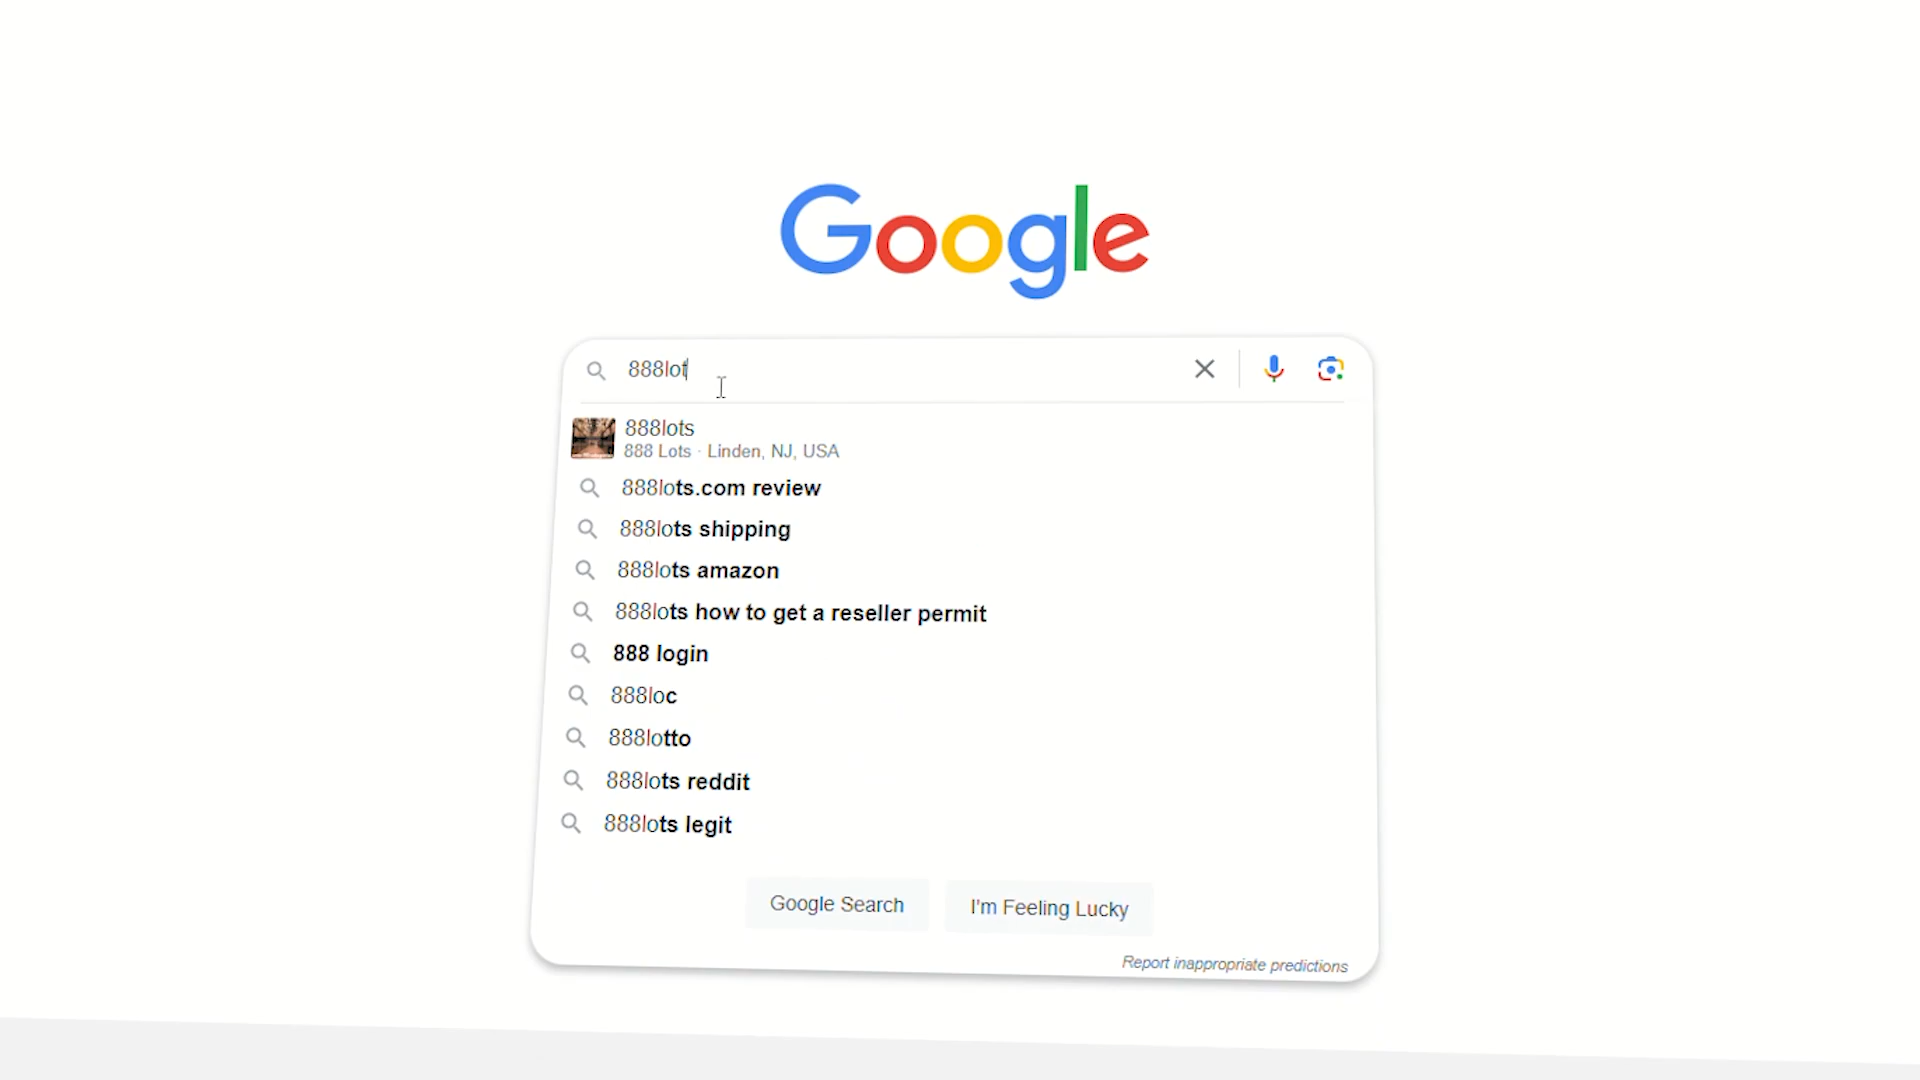 Google
888lot
888lots
888 Lots · Linden, NJ, USA
888lots.com review
888lots shipping
888lots amazon
888lots how to get a reseller permit
888 login
888loc
888lotto
888lots reddit
888lots legit
Google Search
I'm Feeling Lucky
Report inappropriate predictions